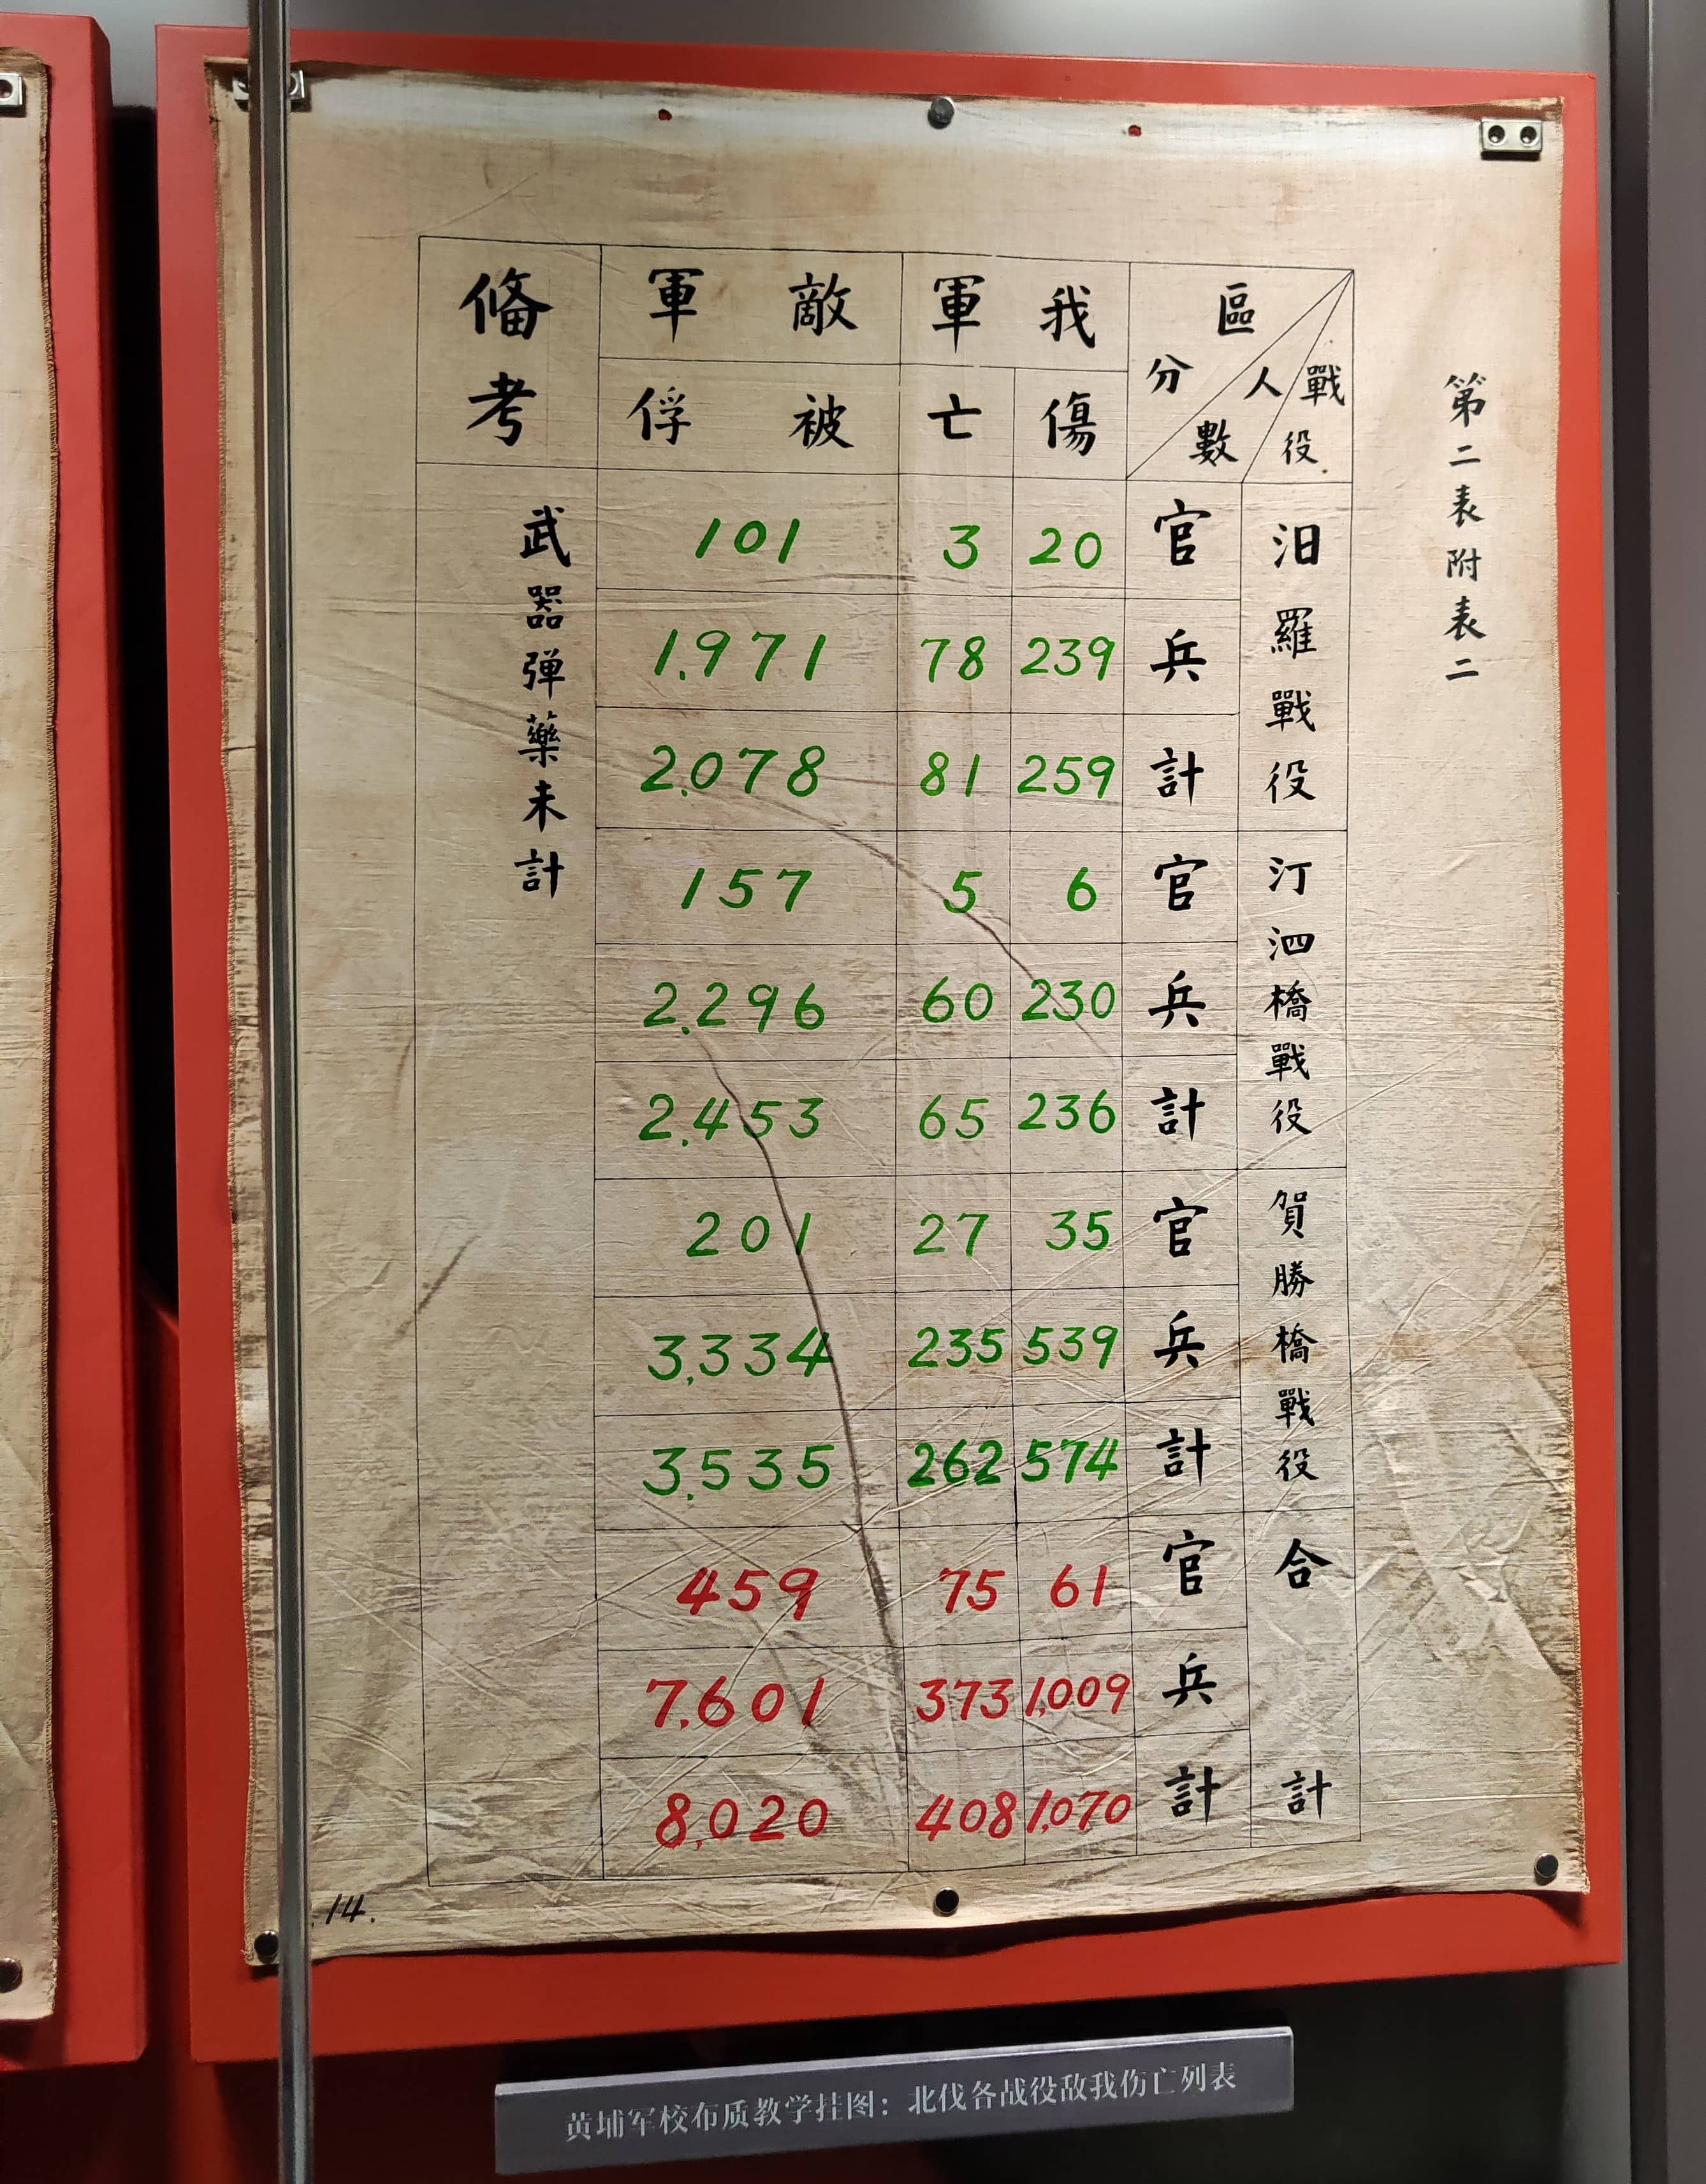 第二表附表二
戰役 人數 區分
我軍 敵軍 備考
傷 亡 被俘
汨羅戰役
官 20 3 101
兵 239 78 1.971
計 259 81 2.078
汀泗橋戰役
官 6 5 157
兵 230 60 2.296
計 236 65 2.453
賀勝橋戰役
官 35 27 201
兵 539 235 3.334
計 574 262 3.535
合計
官 61 75 459
兵 1,009 373 7.601
計 1,070 408 8,020
武器弹藥未計
14.
黄埔军校布质教学挂图：北伐各战役敌我伤亡列表